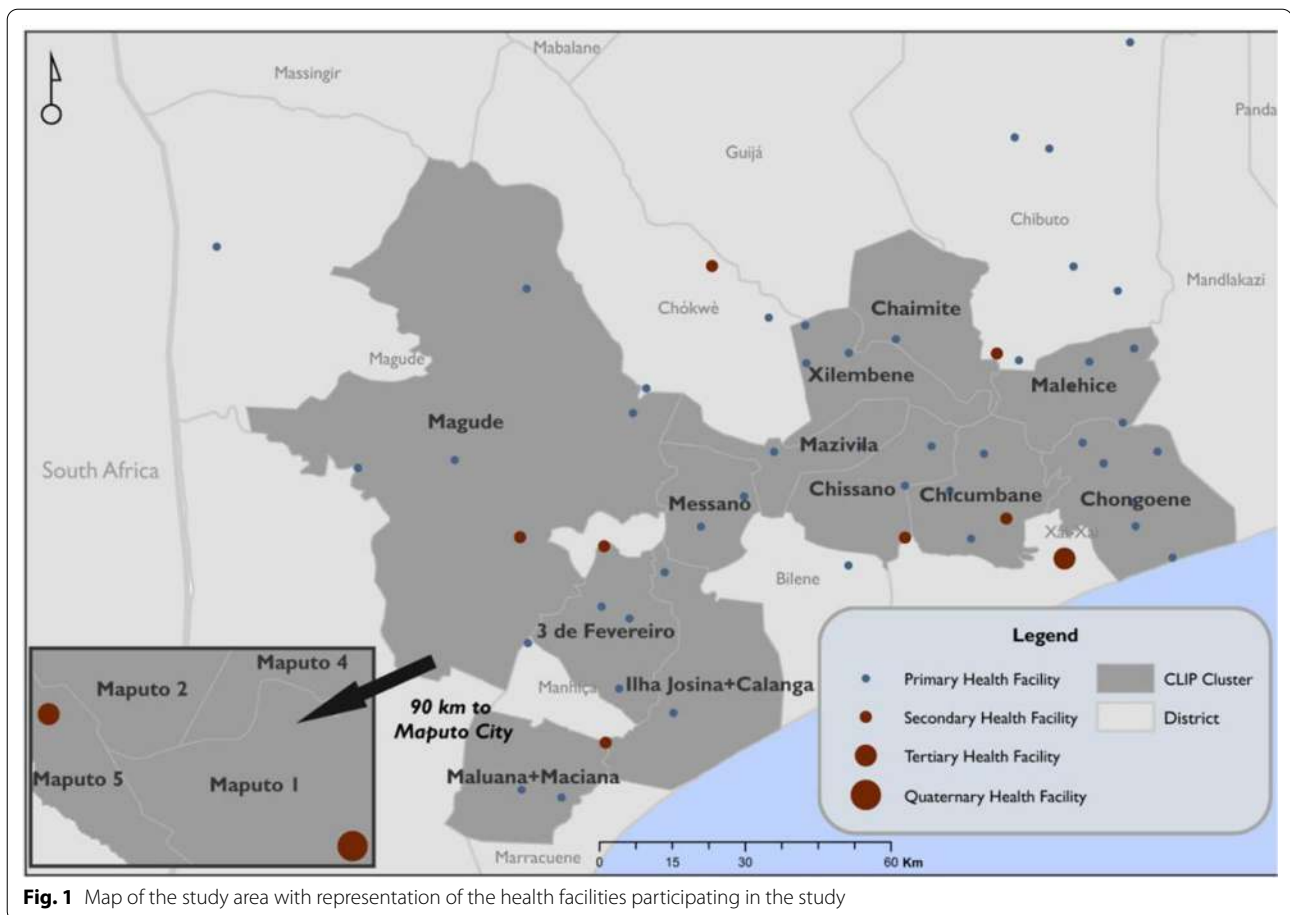 Mabalane
Massingir
Panda
Guijá
Chibuto
Mandlakazi
Chókwè
Chaimite
Magude
Xilembene
Malehice
Magude
Mazivila
South Africa
Messano
Chissano
Chicumbane
Chongoene
Xai-Xai
Bilene
3 de Fevereiro
Manhiça
Ilha Josina+Calanga
90 km to
Maputo City
Maluana+Maciana
Marracuene
Maputo 4
Maputo 2
Maputo 5
Maputo 1
Legend
Primary Health Facility
Secondary Health Facility
Tertiary Health Facility
Quaternary Health Facility
CLIP Cluster
District
0 15 30 60 Km
Fig. 1 Map of the study area with representation of the health facilities participating in the study